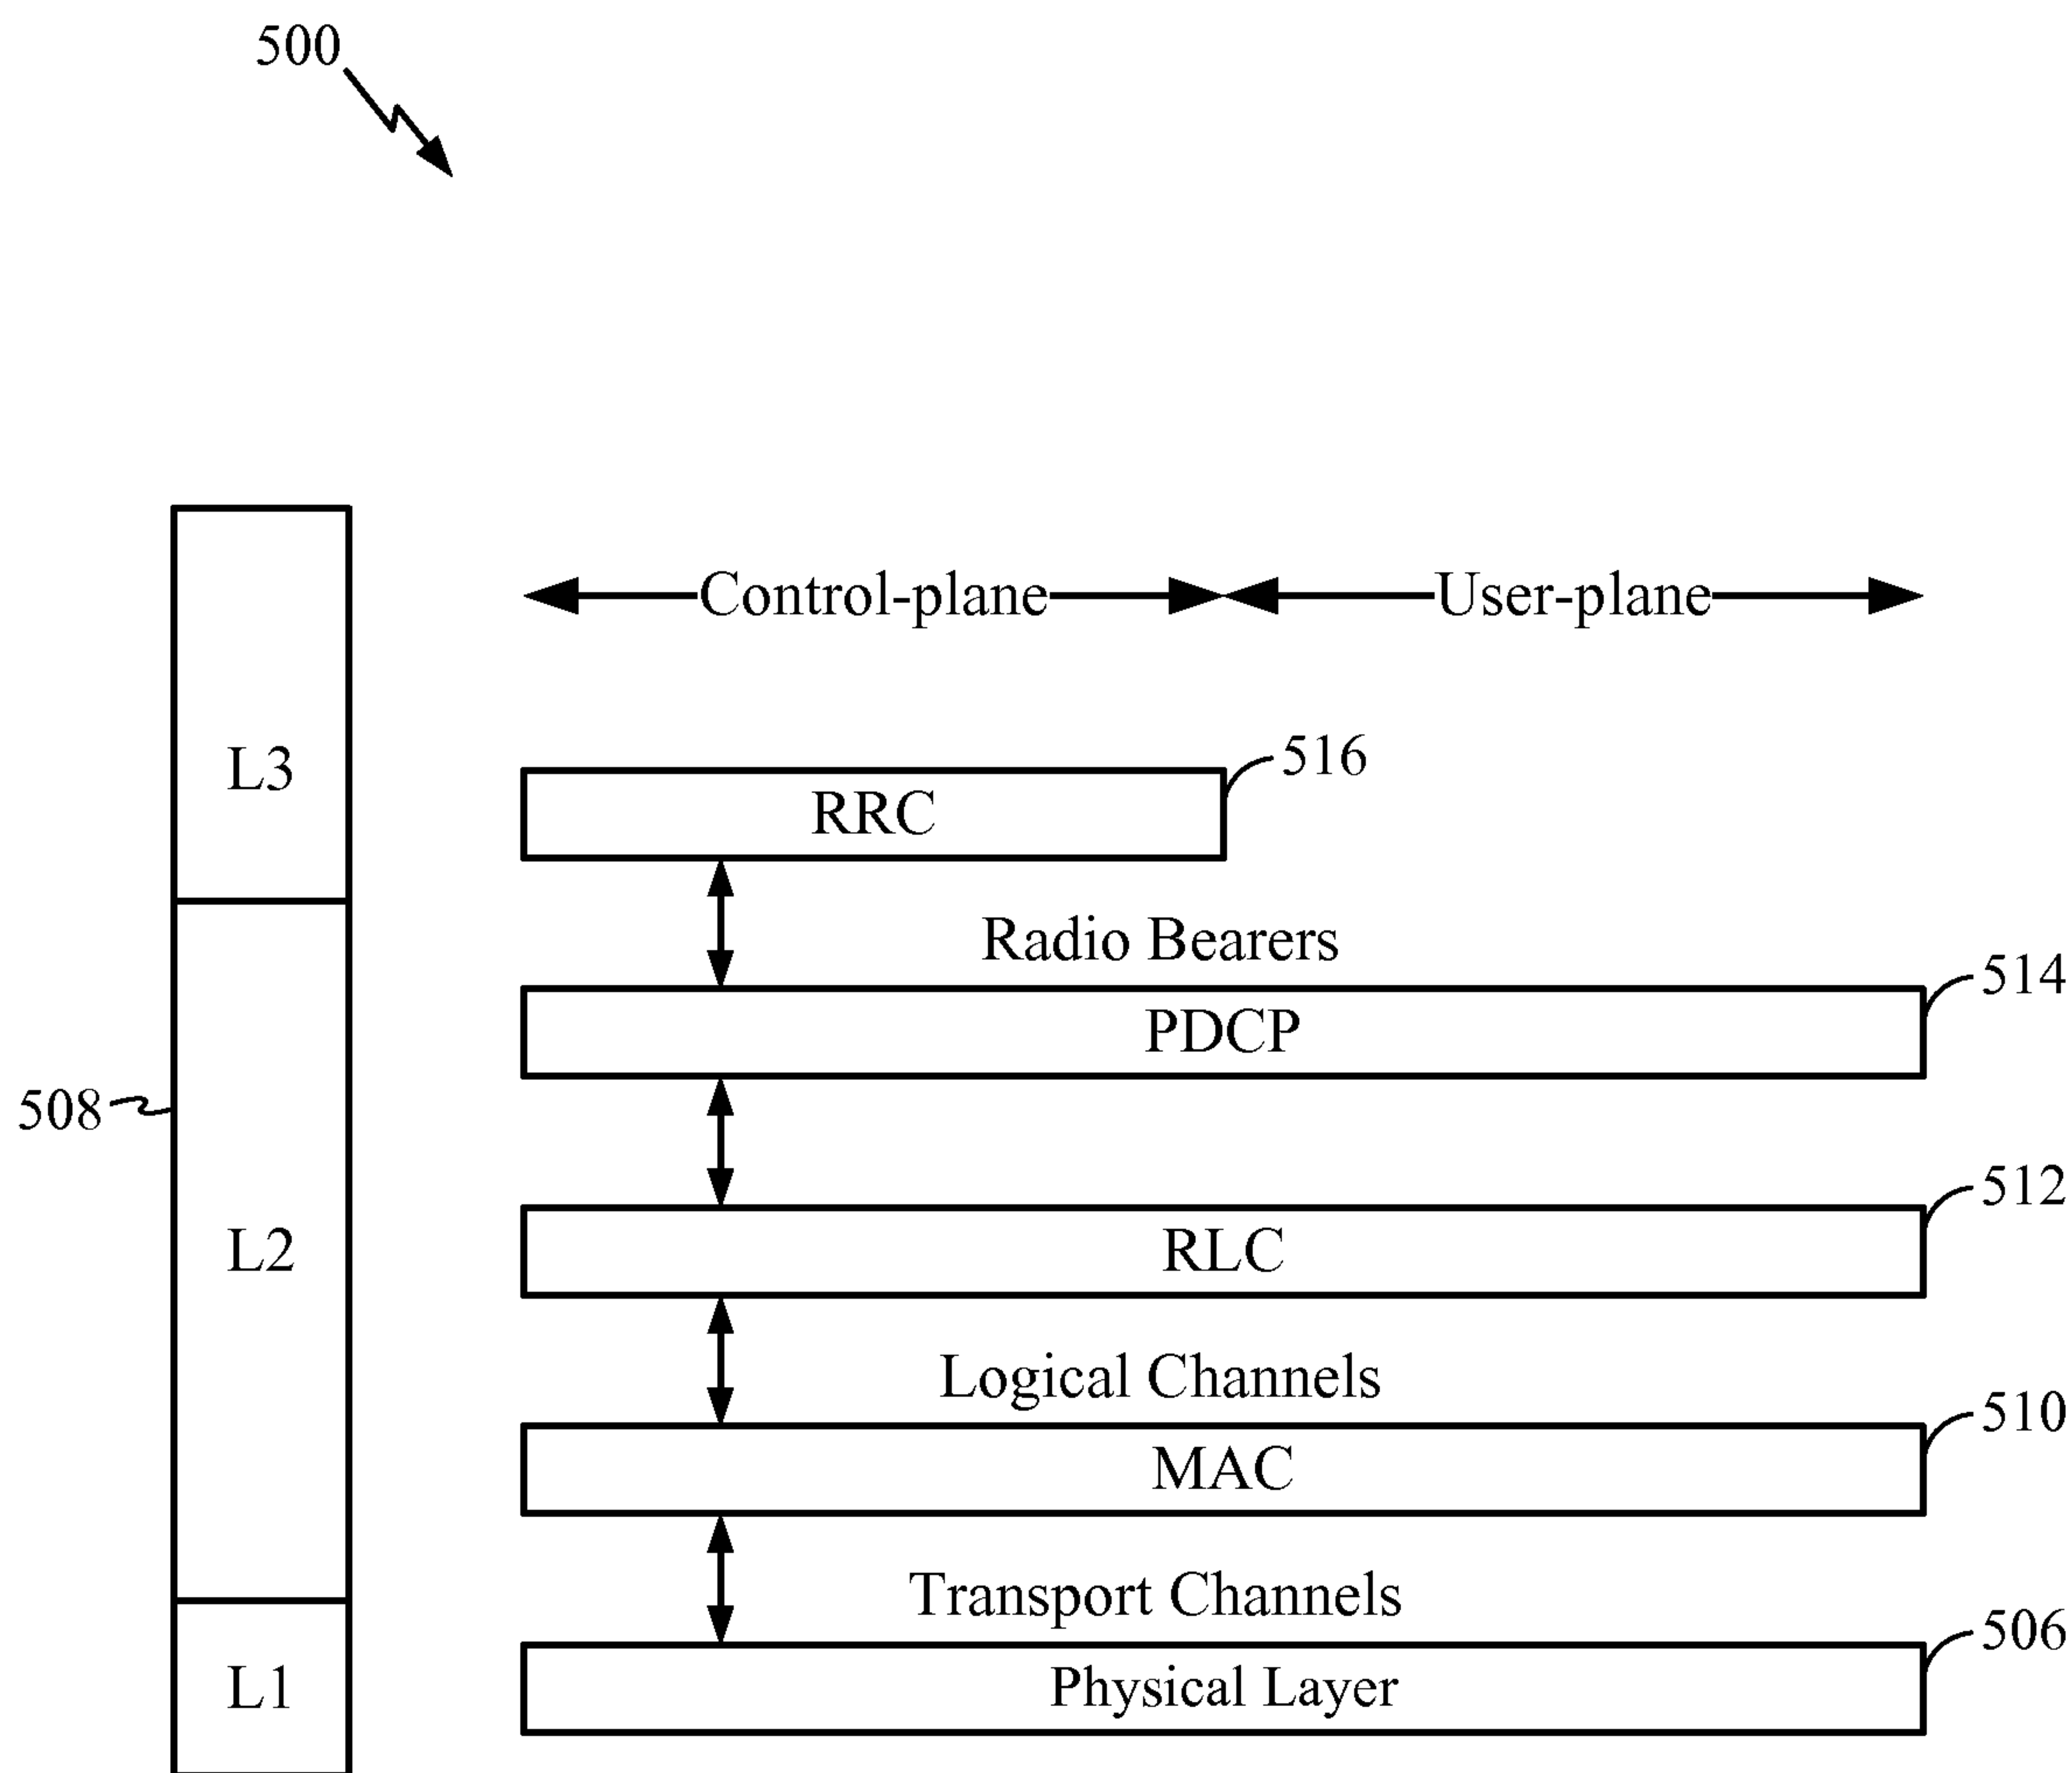 500
Control-plane
User-plane
L3
516
RRC
Radio Bearers
514
PDCP
508
512
L2
RLC
Logical Channels
510
MAC
Transport Channels
506
L1
Physical Layer